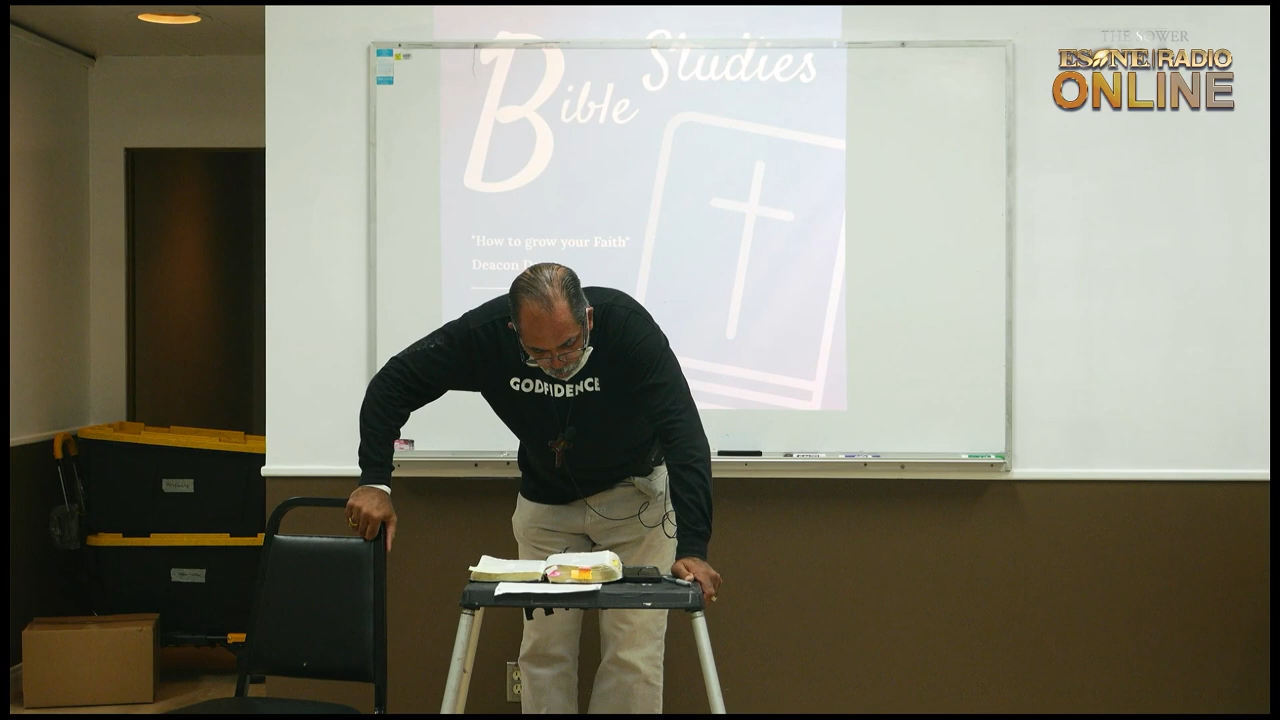 Bible Studies
"How to grow your Faith"
Deacon
GODFIDENCE
THE SOWER
ESNE RADIO
ONLINE